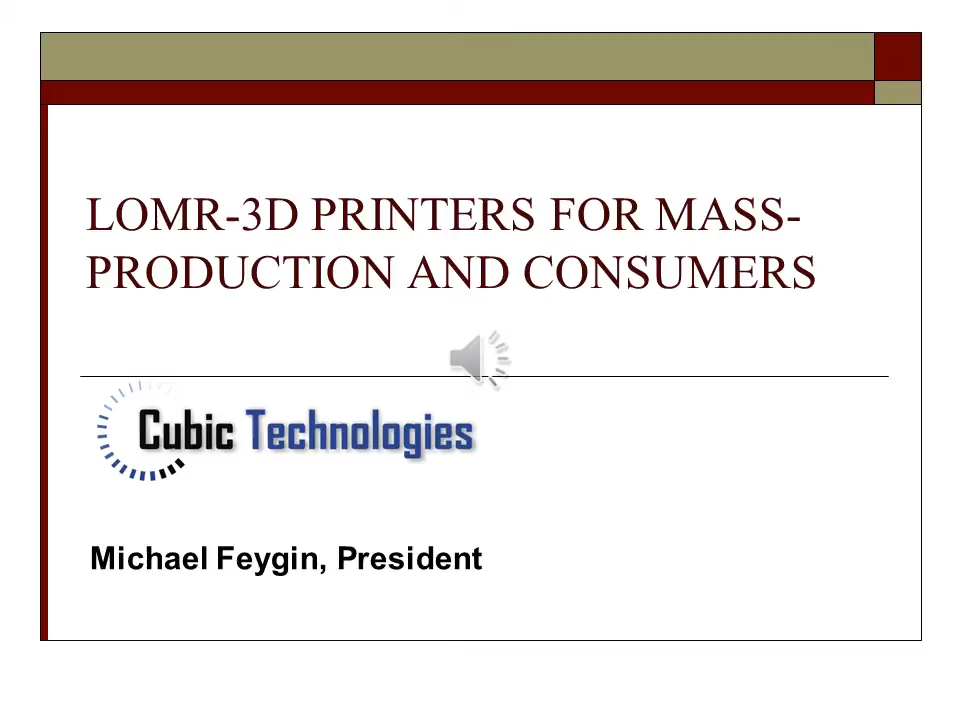 LOMR-3D PRINTERS FOR MASS-
PRODUCTION AND CONSUMERS
Cubic Technologies
Michael Feygin, President